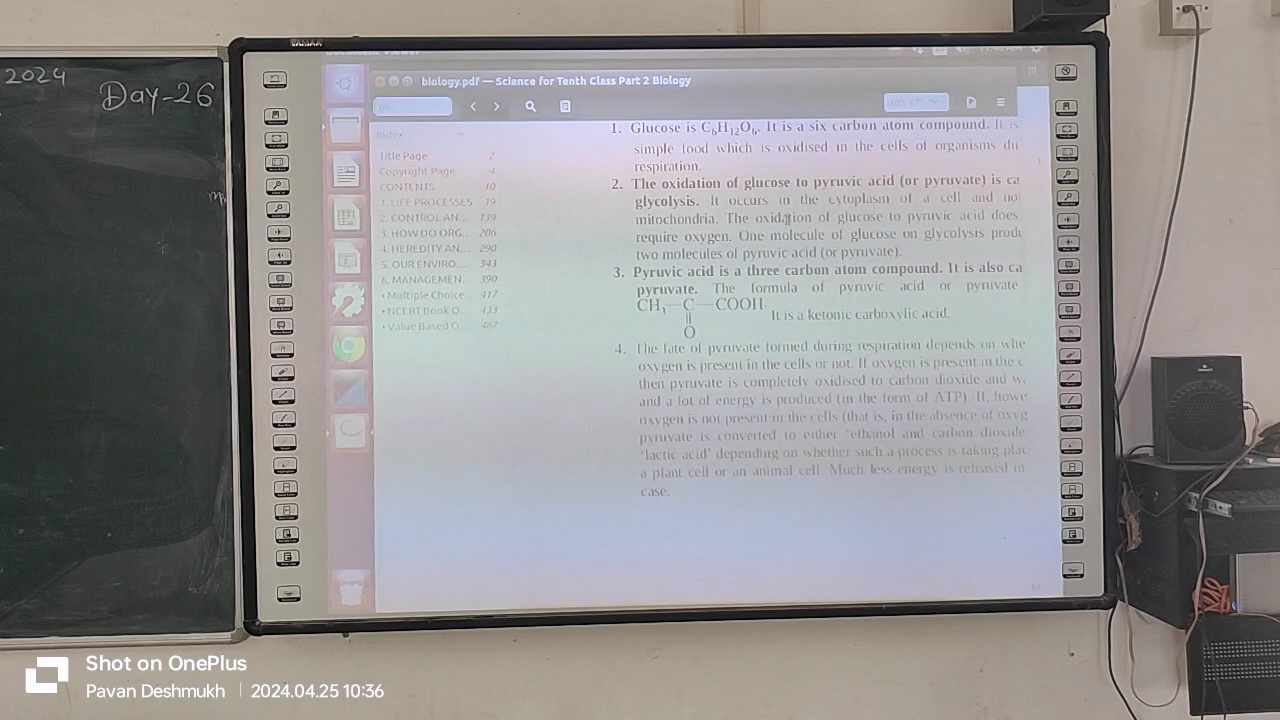 2024
Day-26
biology.pdf — Science for Tenth Class Part 2 Biology
Index
Title Page 2
Copyright Page 4
CONTENTS 10
1. LIFE PROCESSES 19
2. CONTROL AN... 139
3. HOW DO ORG... 206
4. HEREDITY AN... 290
5. OUR ENVIRO... 343
6. MANAGEMEN... 390
• Multiple Choice... 417
• NCERT Book Q... 433
• Value Based Q... 467
1. Glucose is C₆H₁₂O₆. It is a six carbon atom compound. It is
simple food which is oxidised in the cells of organisms du
respiration.
2. The oxidation of glucose to pyruvic acid (or pyruvate) is ca
glycolysis. It occurs in the cytoplasm of a cell and no
mitochondria. The oxidation of glucose to pyruvic acid does
require oxygen. One molecule of glucose on glycolysis produ
two molecules of pyruvic acid (or pyruvate).
3. Pyruvic acid is a three carbon atom compound. It is also ca
pyruvate. The formula of pyruvic acid or pyruvate
CH₃—C—COOH.
It is a ketonic carboxylic acid.
O
4. The fate of pyruvate formed during respiration depends on whe
oxygen is present in the cells or not. If oxygen is present in the c
then pyruvate is completely oxidised to carbon dioxide and wa
and a lot of energy is produced (in the form of ATP). If, howe
oxygen is not present in the cells (that is, in the absence of oxyg
pyruvate is converted to either 'ethanol and carbon dioxide
'lactic acid' depending on whether such a process is taking plac
a plant cell or an animal cell. Much less energy is released in
case.
Shot on OnePlus
Pavan Deshmukh | 2024.04.25 10:36